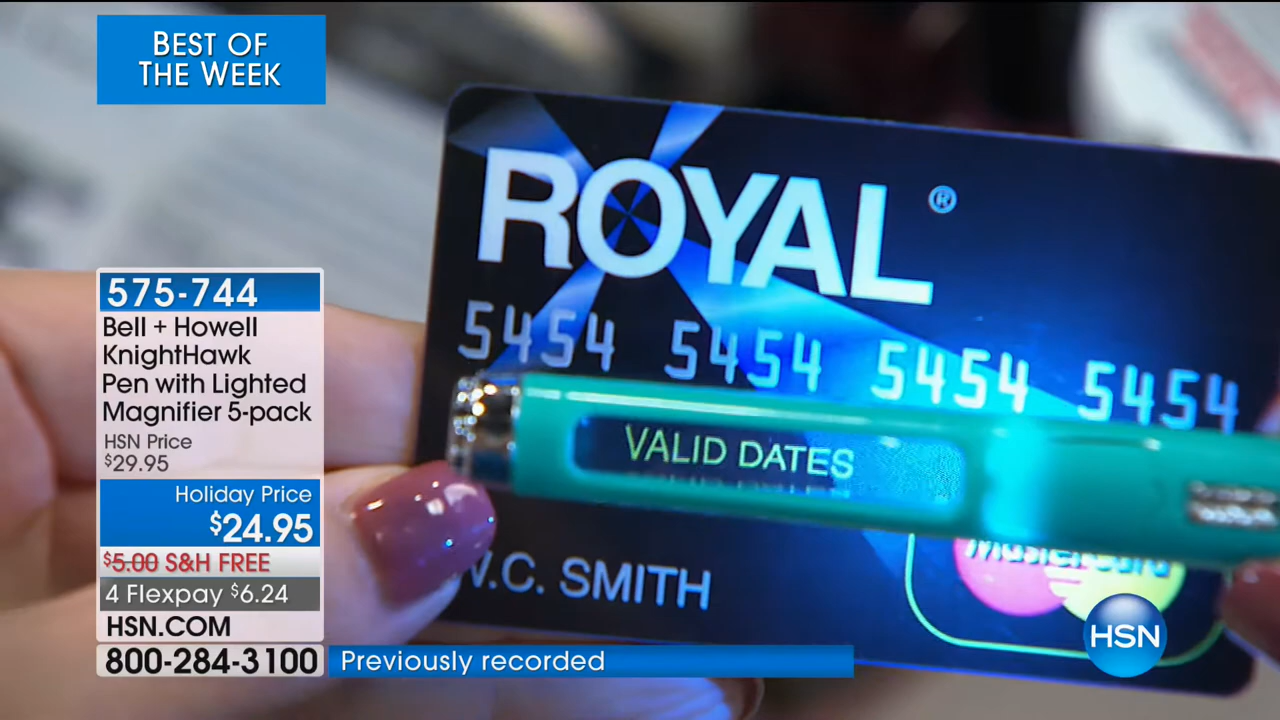 BEST OF
THE WEEK
575-744
Bell + Howell
KnightHawk
Pen with Lighted
Magnifier 5-pack
HSN Price
$29.95
Holiday Price
$24.95
$5.00 S&H FREE
4 Flexpay $6.24
HSN.COM
800-284-3100
Previously recorded
ROYAL®
5454 5454 5454 5454
VALID DATES
MasterCard
W.C. SMITH
HSN